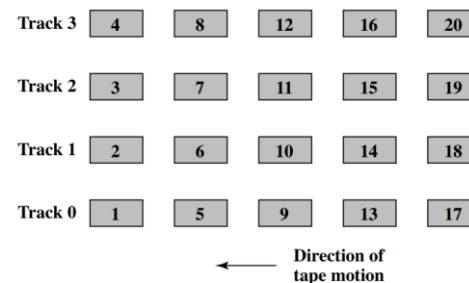 Track 3 4 8 12 16 20
Track 2 3 7 11 15 19
Track 1 2 6 10 14 18
Track 0 1 5 9 13 17
Direction of
tape motion